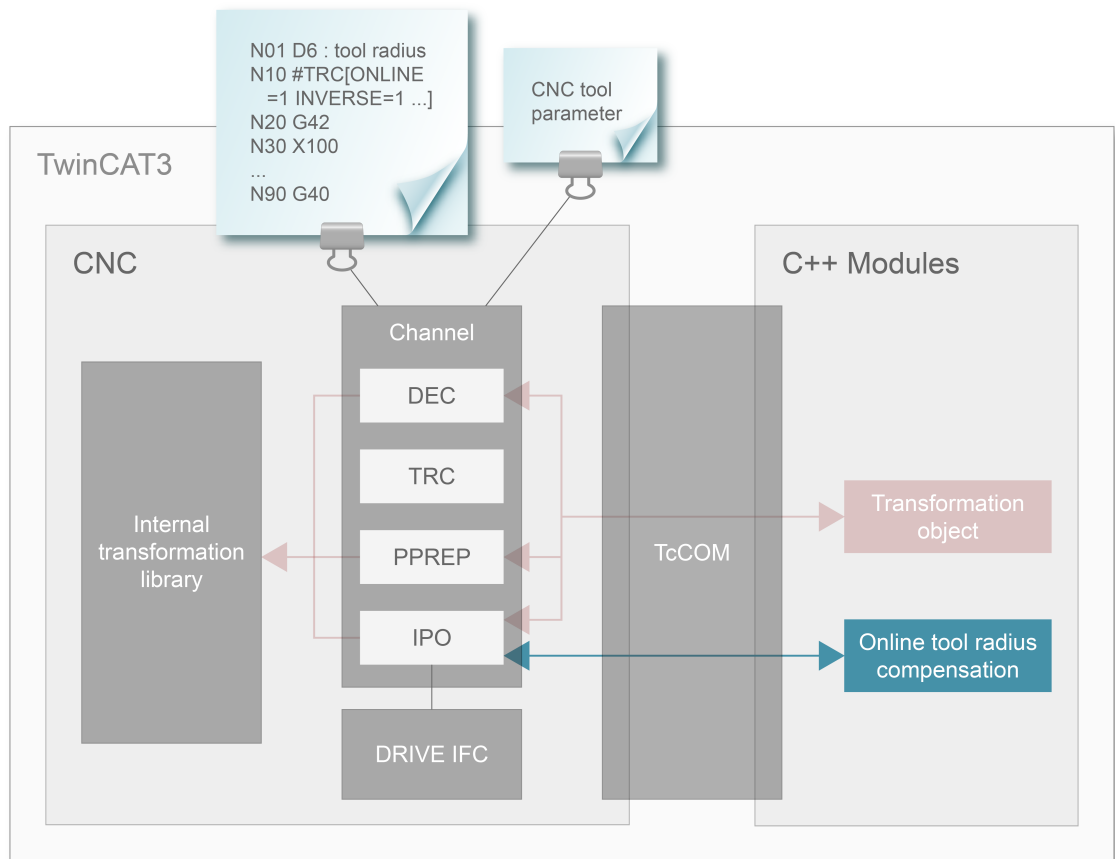 N01 D6 : tool radius
N10 #TRC[ONLINE
=1 INVERSE=1 ...]
N20 G42
N30 X100
...
N90 G40
CNC tool
parameter
TwinCAT3
CNC
C++ Modules
Channel
DEC
TRC
PPREP
IPO
DRIVE IFC
Internal
transformation
library
TcCOM
Transformation
object
Online tool radius
compensation